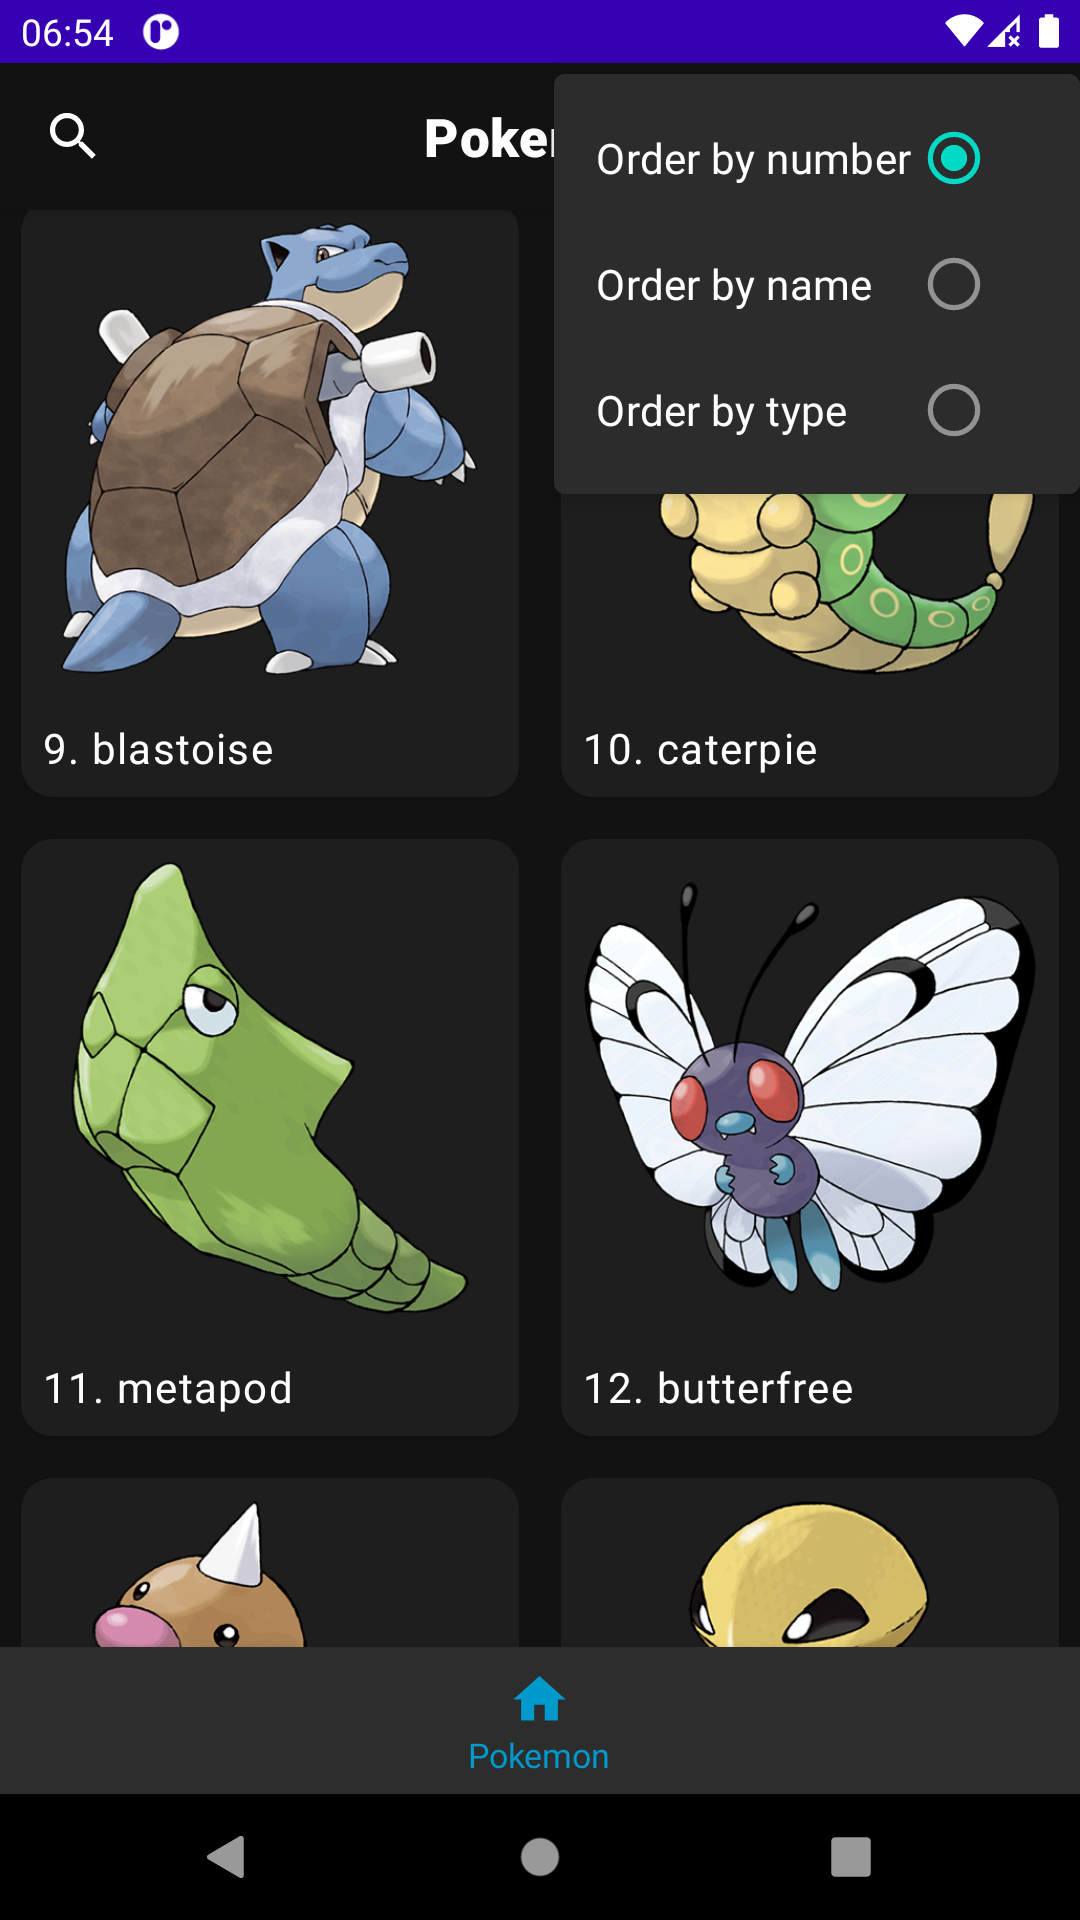 06:54
Poke
Order by number
Order by name
Order by type
9. blastoise
10. caterpie
11. metapod
12. butterfree
Pokemon